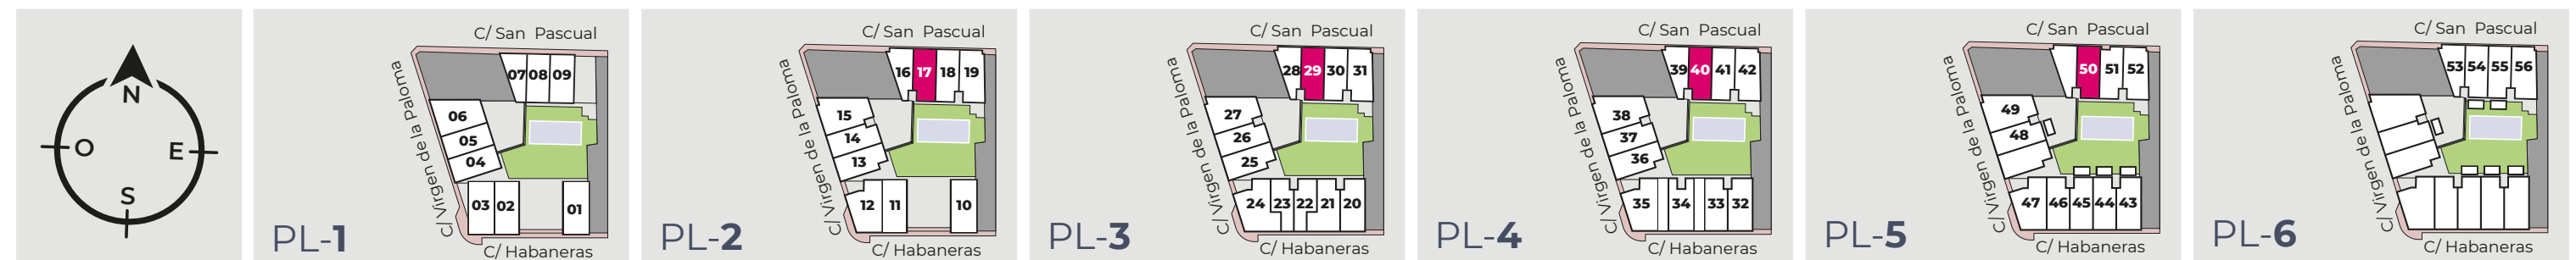 N
O
E
S
C/ San Pascual
C/ Virgen de la Paloma
07 08 09
06
05
04
03 02
01
C/ Habaneras
PL-1
C/ San Pascual
C/ Virgen de la Paloma
16 17 18 19
15
14
13
12 11
10
C/ Habaneras
PL-2
C/ San Pascual
C/ Virgen de la Paloma
28 29 30 31
27
26
25
24 23 22 21 20
C/ Habaneras
PL-3
C/ San Pascual
C/ Virgen de la Paloma
39 40 41 42
38
37
36
35 34 33 32
C/ Habaneras
PL-4
C/ San Pascual
C/ Virgen de la Paloma
50 51 52
49
48
47 46 45 44 43
C/ Habaneras
PL-5
C/ San Pascual
C/ Virgen de la Paloma
53 54 55 56
C/ Habaneras
PL-6